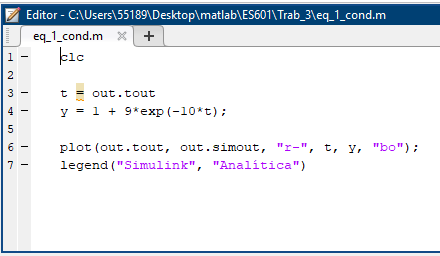 Editor - C:\Users\55189\Desktop\matlab\ES601\Trab_3\eq_1_cond.m
eq_1_cond.m × +
1 - clc
2
3 - t = out.tout
4 - y = 1 + 9*exp(-10*t);
5
6 - plot(out.tout, out.simout, "r-", t, y, "bo");
7 - legend("Simulink", "Analítica")